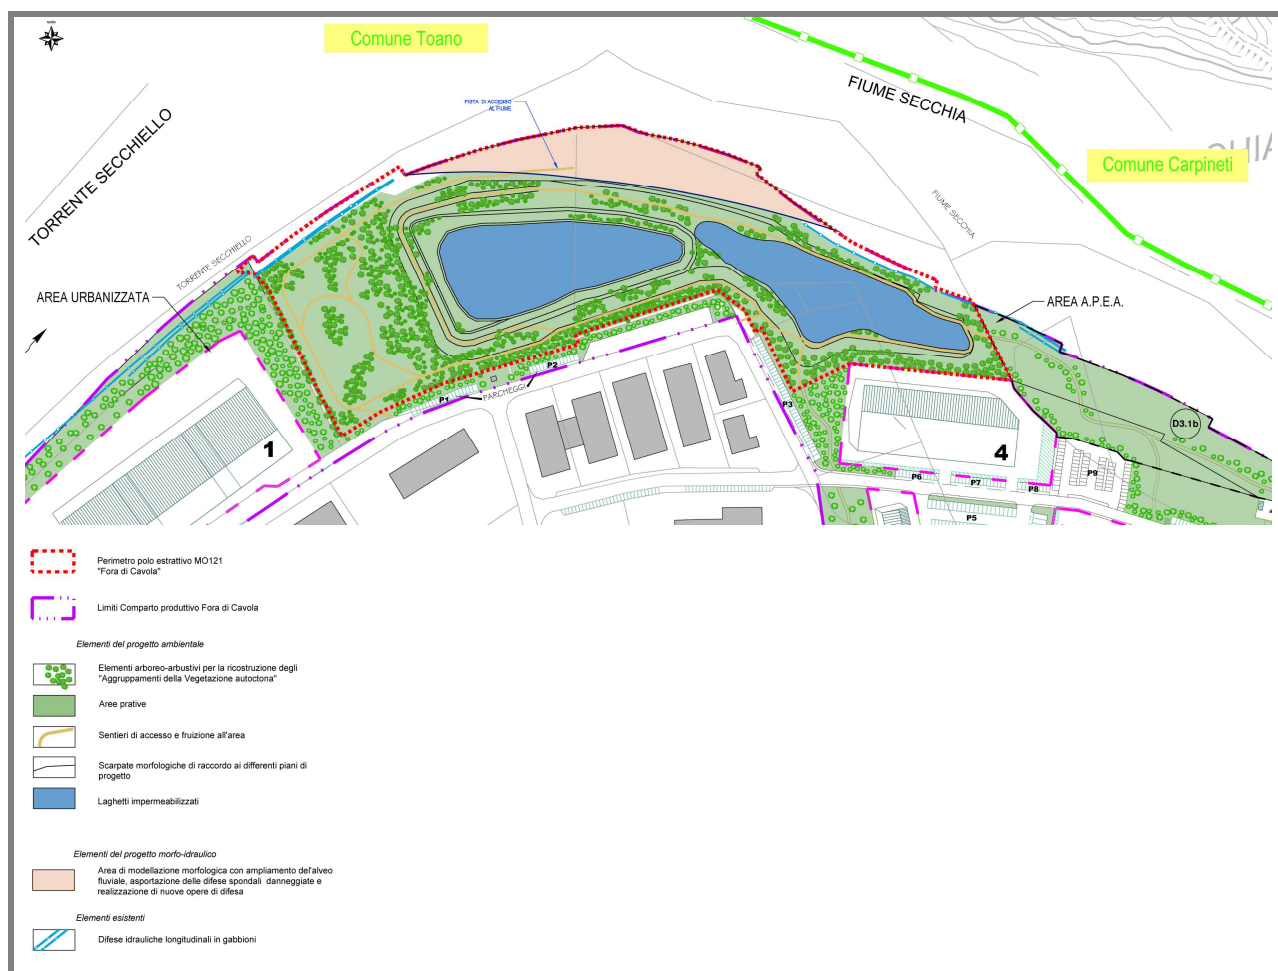 NORD
Comune Toano
FIUME SECCHIA
Comune Carpineti
TORRENTE SECCHIELLO
PISTA DI ACCESSO
AL FIUME
FIUME SECCHIA
TORRENTE SECCHIELLO
AREA URBANIZZATA
AREA A.P.E.A.
P1
PARCHEGGI
P2
P3
D3.1b
1
4
P6
P7
P8
P9
P5
Perimetro polo estrattivo MO121
"Fora di Cavola"
Limiti Comparto produttivo Fora di Cavola
Elementi del progetto ambientale
Elementi arboreo-arbustivi per la ricostruzione degli
"Aggruppamenti della Vegetazione autoctona"
Aree prative
Sentieri di accesso e fruizione all'area
Scarpate morfologiche di raccordo ai differenti piani di
progetto
Laghetti impermeabilizzati
Elementi del progetto morfo-idraulico
Area di modellazione morfologica con ampliamento del'alveo
fluviale, asportazione delle difese spondali danneggiate e
realizzazione di nuove opere di difesa
Elementi esistenti
Difese idrauliche longitudinali in gabbioni